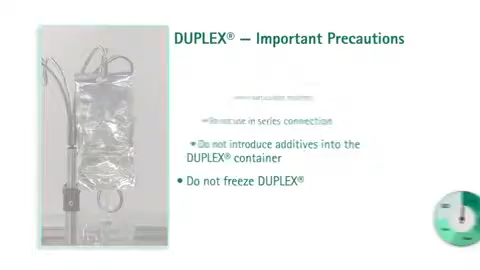 DUPLEX® — Important Precautions
Do not use in series connection
• Do not introduce additives into the
DUPLEX® container
• Do not freeze DUPLEX®